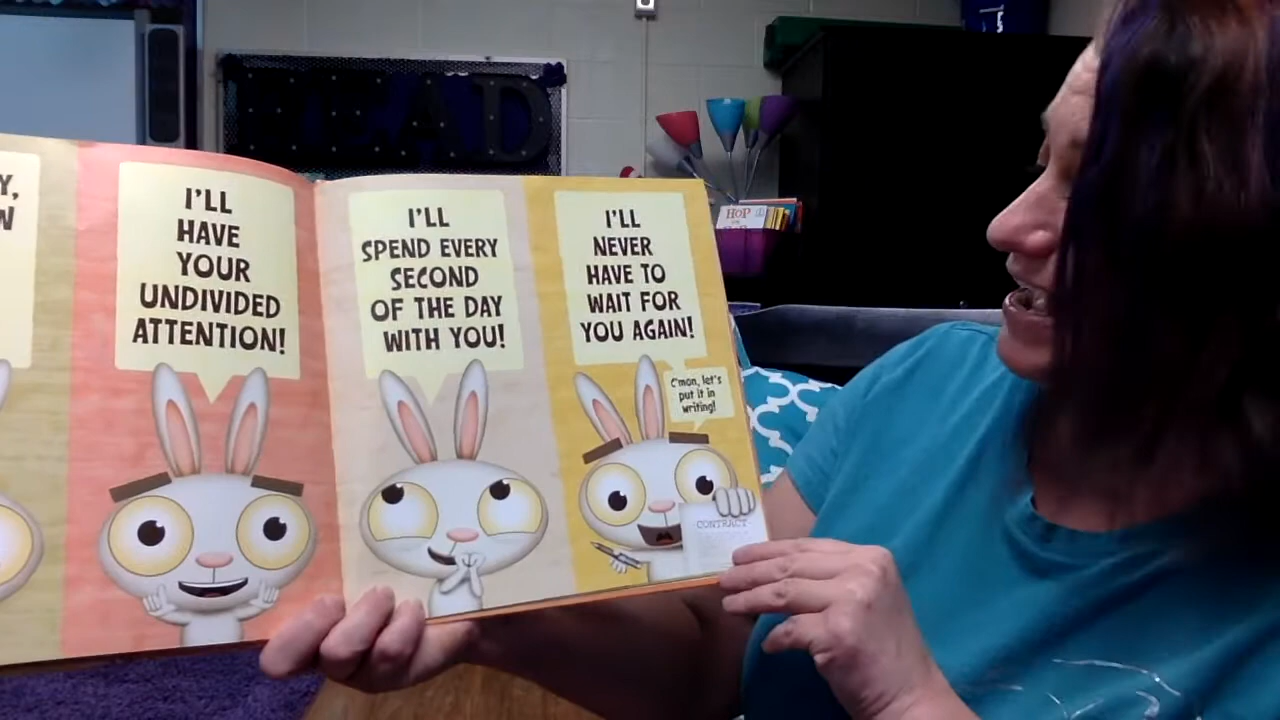 READ
HOP
Y,
N
I'LL
HAVE
YOUR
UNDIVIDED
ATTENTION!
I'LL
SPEND EVERY
SECOND
OF THE DAY
WITH YOU!
I'LL
NEVER
HAVE TO
WAIT FOR
YOU AGAIN!
C'mon, let's
put it in
writing!
CONTRACT